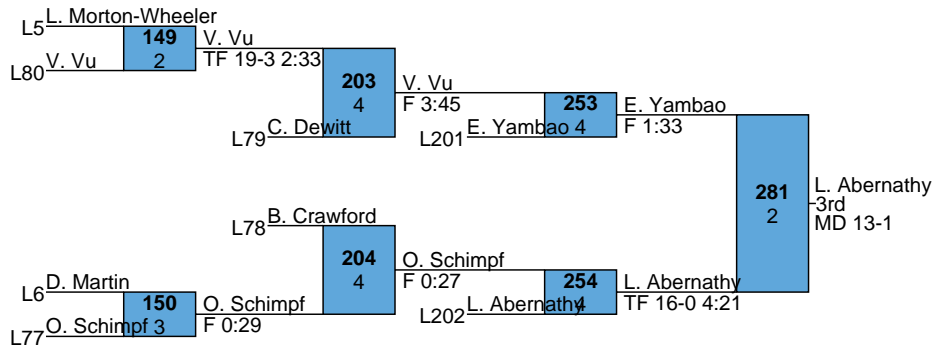 L5 L. Morton-Wheeler
149
2
L80 V. Vu
V. Vu
TF 19-3 2:33
203
4
L79 C. Dewitt
V. Vu
F 3:45
253
4
L201 E. Yambao
E. Yambao
F 1:33
281
2
L. Abernathy
3rd
MD 13-1
L78 B. Crawford
204
4
L6 D. Martin
150
3
L77 O. Schimpf
O. Schimpf
F 0:29
O. Schimpf
F 0:27
254
4
L202 L. Abernathy
L. Abernathy
TF 16-0 4:21